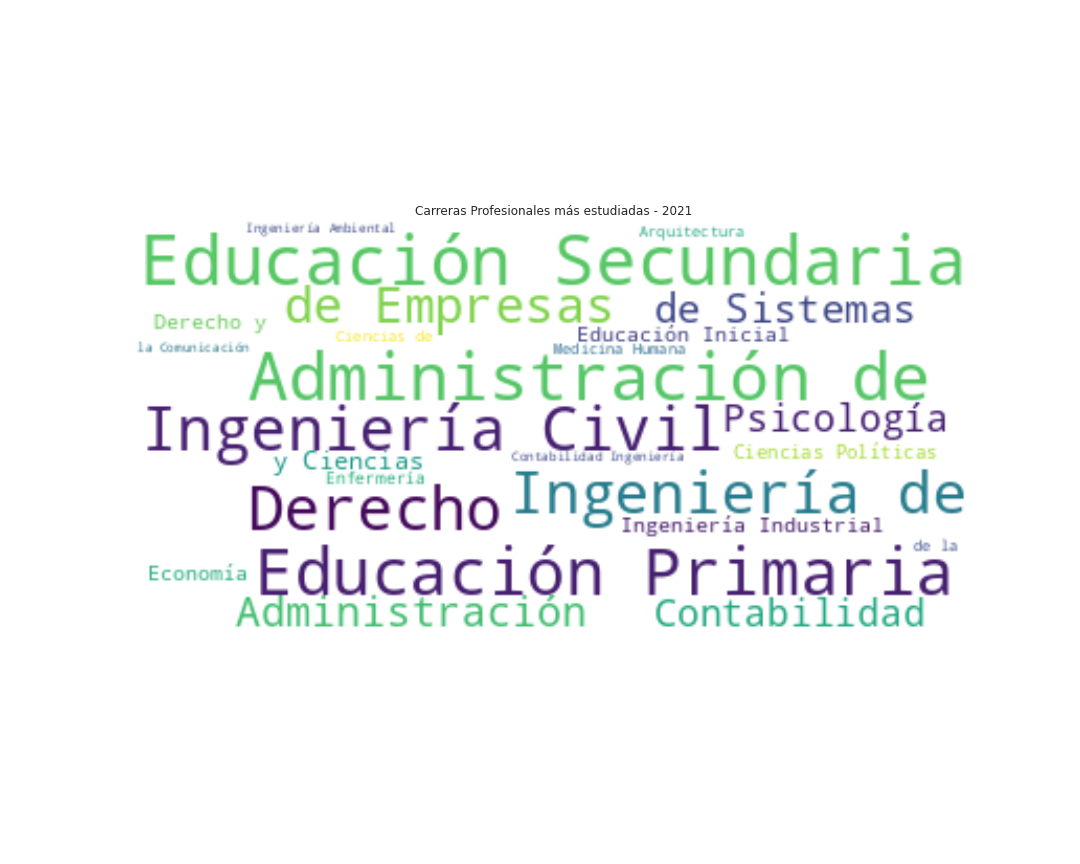 Carreras Profesionales más estudiadas - 2021
Ingeniería Ambiental
Arquitectura
Educación Secundaria
de Empresas
de Sistemas
Derecho y
Ciencias de
Educación Inicial
la Comunicación
Medicina Humana
Administración de
Ingeniería Civil
Psicología
y Ciencias
Contabilidad Ingeniería
Ciencias Políticas
Enfermería
Derecho
Ingeniería de
Ingeniería Industrial
de la
Economía
Educación Primaria
Administración
Contabilidad